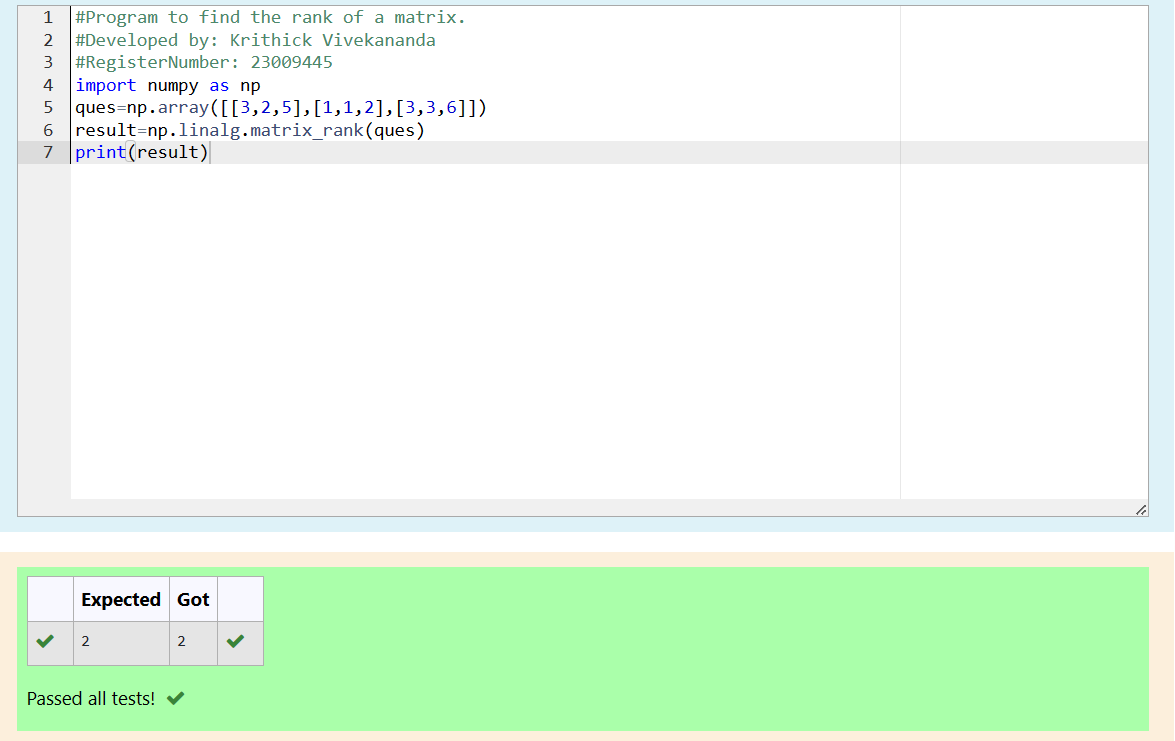 1 #Program to find the rank of a matrix.
2 #Developed by: Krithick Vivekananda
3 #RegisterNumber: 23009445
4 import numpy as np
5 ques=np.array([[3,2,5],[1,1,2],[3,3,6]])
6 result=np.linalg.matrix_rank(ques)
7 print(result)
Expected Got
2 2
Passed all tests!